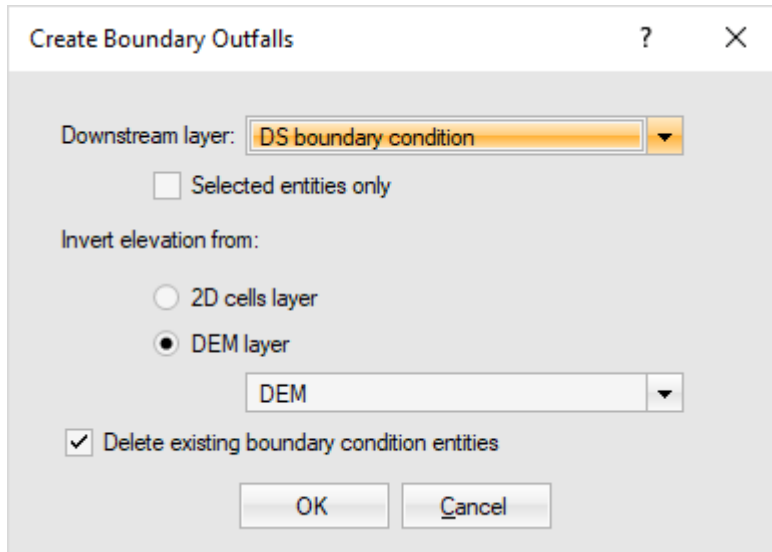 Create Boundary Outfalls ?
Downstream layer: DS boundary condition
Selected entities only
Invert elevation from:
2D cells layer
DEM layer
DEM
Delete existing boundary condition entities
OK Cancel